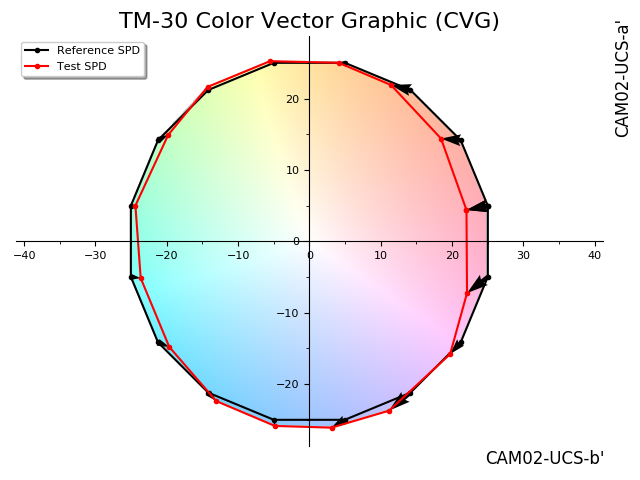 TM-30 Color Vector Graphic (CVG)
Reference SPD
Test SPD
CAM02-UCS-a'
20
10
0
−10
−20
−40
−30
−20
−10
0
10
20
30
40
CAM02-UCS-b'